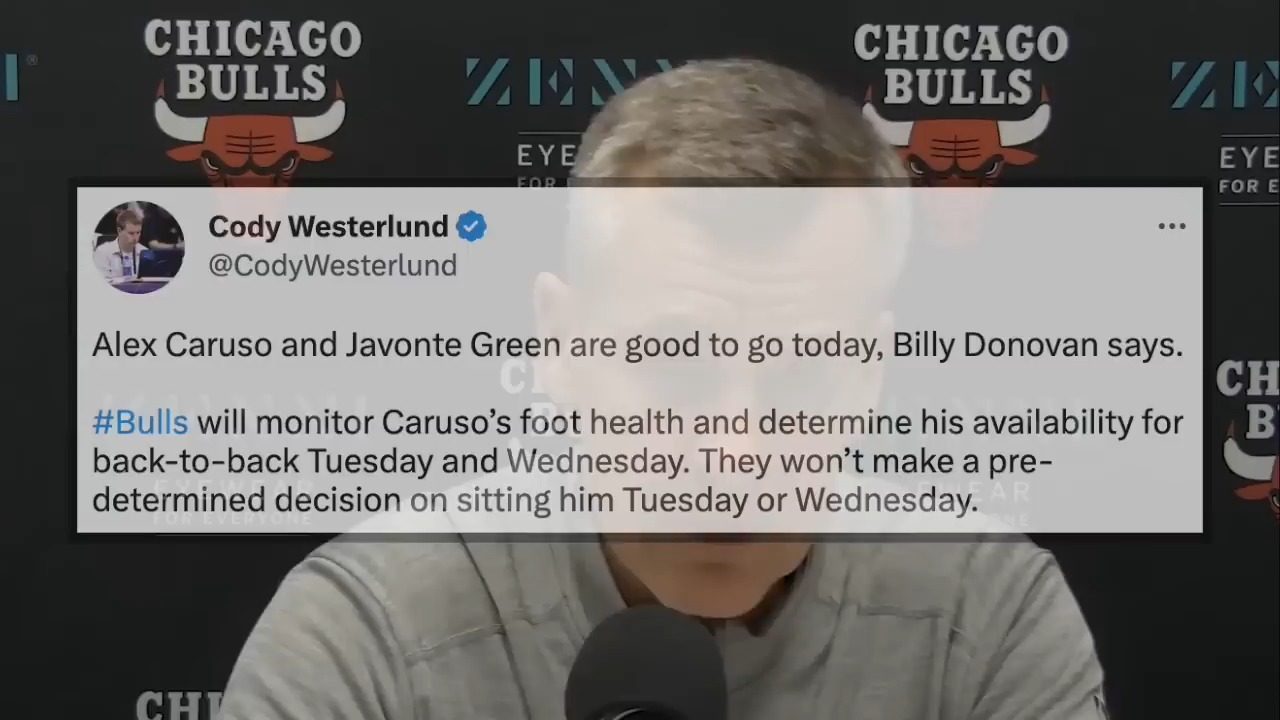 CHICAGO
BULLS
CHICAGO
BULLS
EYE
FOR
EYE
FOR E
Cody Westerlund
@CodyWesterlund
Alex Caruso and Javonte Green are good to go today, Billy Donovan says.
#Bulls will monitor Caruso’s foot health and determine his availability for
back-to-back Tuesday and Wednesday. They won’t make a pre-
determined decision on sitting him Tuesday or Wednesday.
CH
B
CHI